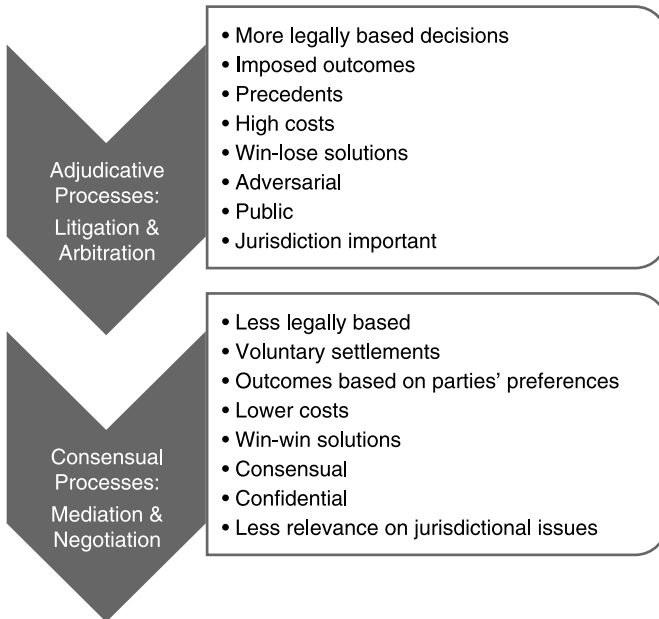 Adjudicative
Processes:
Litigation &
Arbitration
• More legally based decisions
• Imposed outcomes
• Precedents
• High costs
• Win-lose solutions
• Adversarial
• Public
• Jurisdiction important
Consensual
Processes:
Mediation &
Negotiation
• Less legally based
• Voluntary settlements
• Outcomes based on parties’ preferences
• Lower costs
• Win-win solutions
• Consensual
• Confidential
• Less relevance on jurisdictional issues